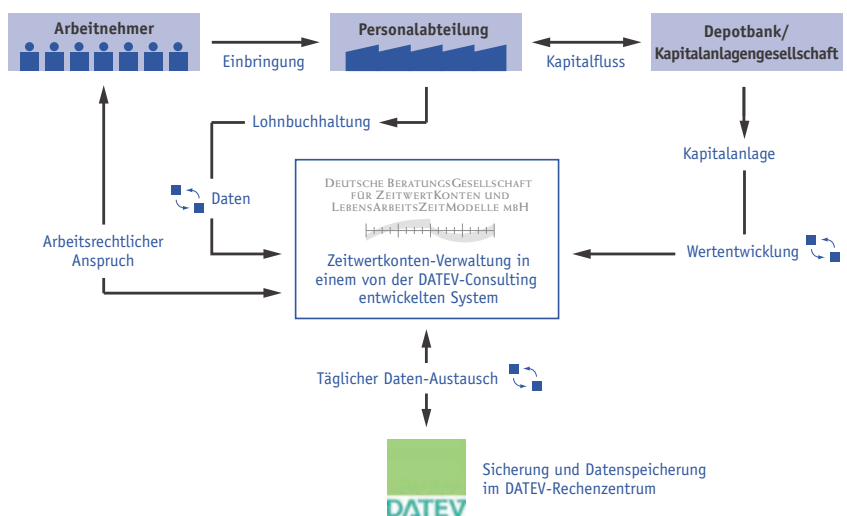 Arbeitnehmer
Einbringung
Personalabteilung
Kapitalfluss
Depotbank/
Kapitalanlagengesellschaft
Lohnbuchhaltung
Kapitalanlage
Daten
DEUTSCHE BERATUNGSGESELLSCHAFT
FÜR ZEITWERTKONTEN UND
LEBENSARBEITSZEITMODELLE MBH
Arbeitsrechtlicher
Anspruch
Zeitwertkonten-Verwaltung in
einem von der DATEV-Consulting
entwickelten System
Wertentwicklung
Täglicher Daten-Austausch
Sicherung und Datenspeicherung
im DATEV-Rechenzentrum
DATEV